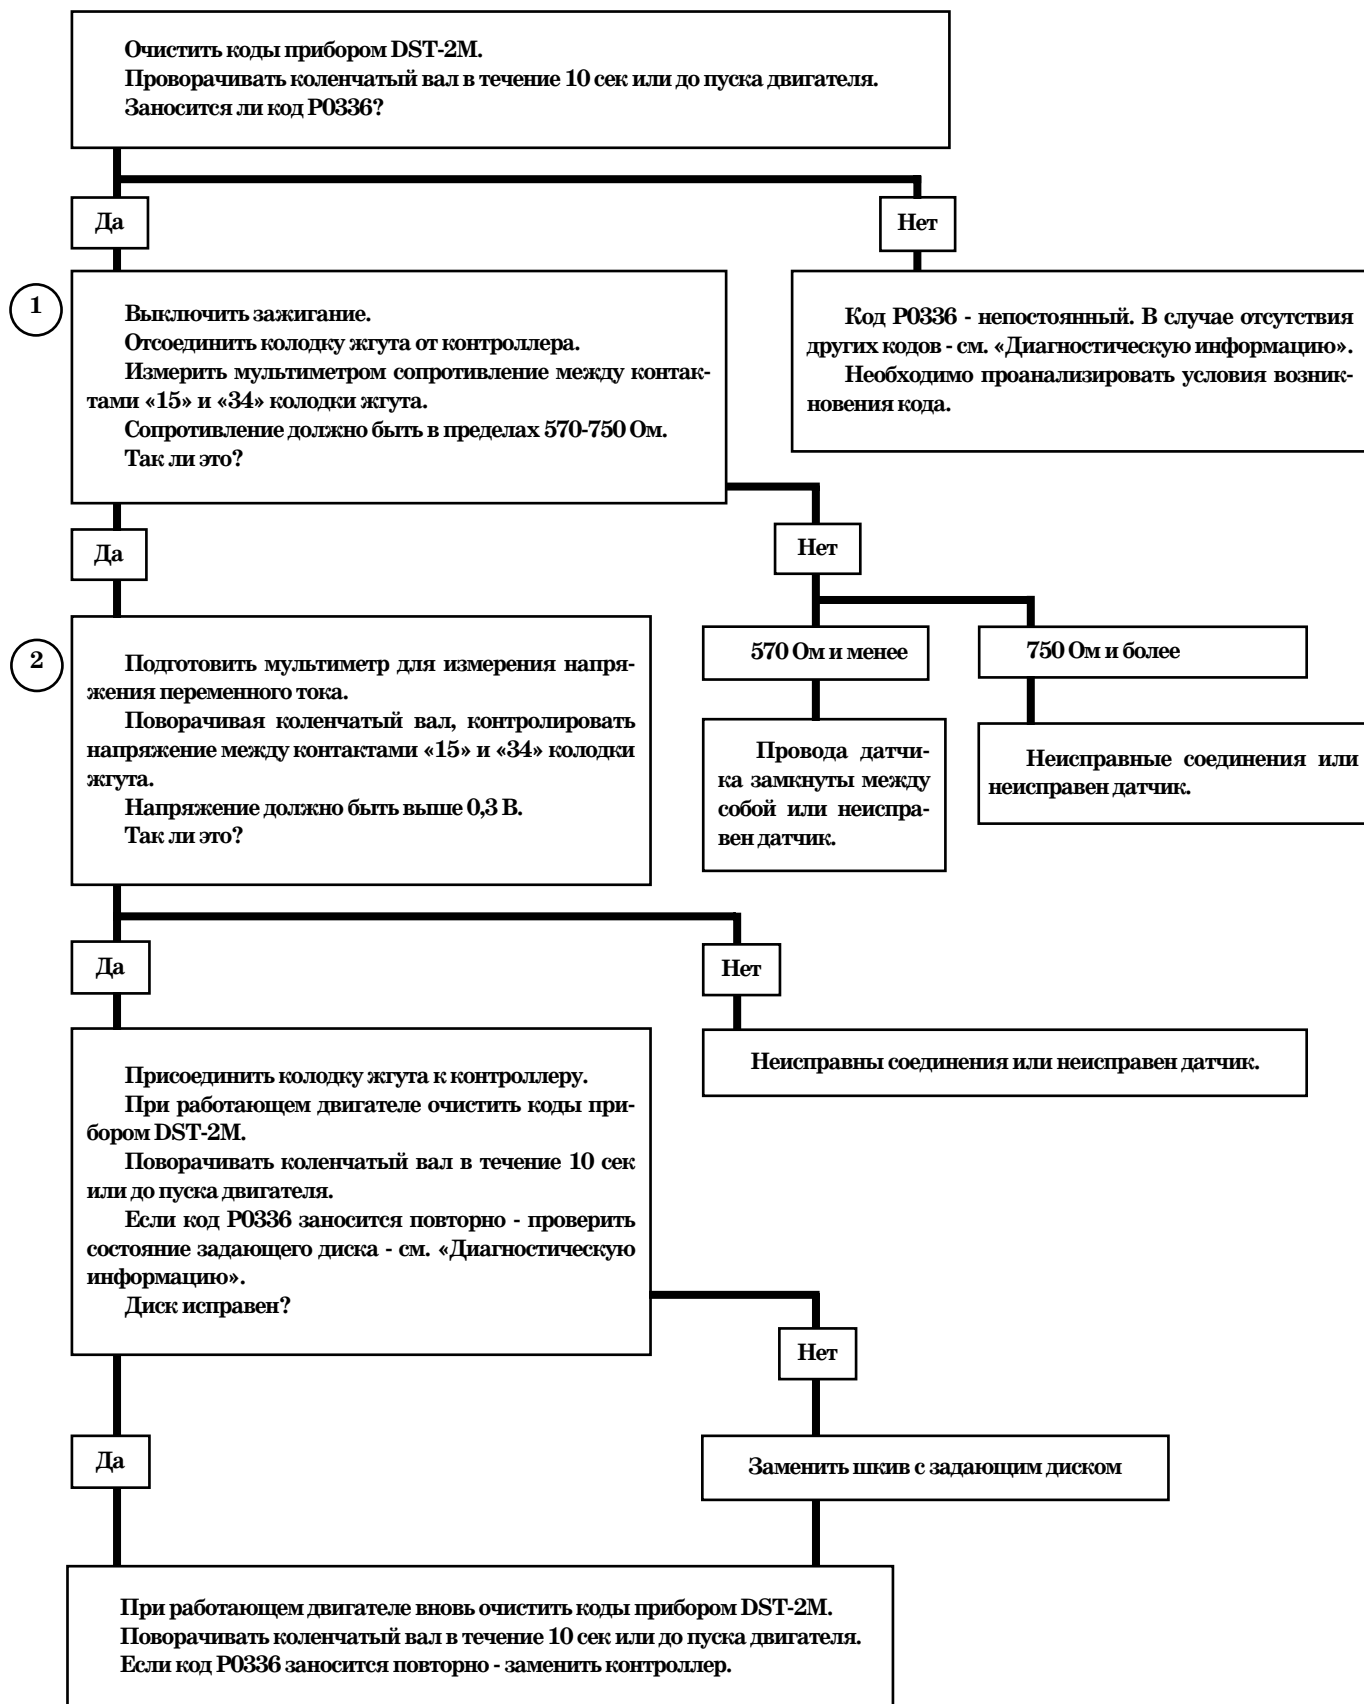 Очистить коды прибором DST-2M.
Проворачивать коленчатый вал в течение 10 сек или до пуска двигателя.
Заносится ли код P0336?
Да
Нет
1
Выключить зажигание.
Отсоединить колодку жгута от контроллера.
Измерить мультиметром сопротивление между контак-
тами «15» и «34» колодки жгута.
Сопротивление должно быть в пределах 570-750 Ом.
Так ли это?
Код P0336 - непостоянный. В случае отсутствия
других кодов - см. «Диагностическую информацию».
Необходимо проанализировать условия возник-
новения кода.
Да
Нет
2
Подготовить мультиметр для измерения напря-
жения переменного тока.
Поворачивая коленчатый вал, контролировать
напряжение между контактами «15» и «34» колодки
жгута.
Напряжение должно быть выше 0,3 В.
Так ли это?
570 Ом и менее
750 Ом и более
Провода датчи-
ка замкнуты между
собой или неиспра-
вен датчик.
Неисправные соединения или
неисправен датчик.
Да
Нет
Присоединить колодку жгута к контроллеру.
При работающем двигателе очистить коды при-
бором DST-2M.
Поворачивать коленчатый вал в течение 10 сек
или до пуска двигателя.
Если код P0336 заносится повторно - проверить
состояние задающего диска - см. «Диагностическую
информацию».
Диск исправен?
Неисправны соединения или неисправен датчик.
Нет
Да
Заменить шкив с задающим диском
При работающем двигателе вновь очистить коды прибором DST-2M.
Поворачивать коленчатый вал в течение 10 сек или до пуска двигателя.
Если код P0336 заносится повторно - заменить контроллер.